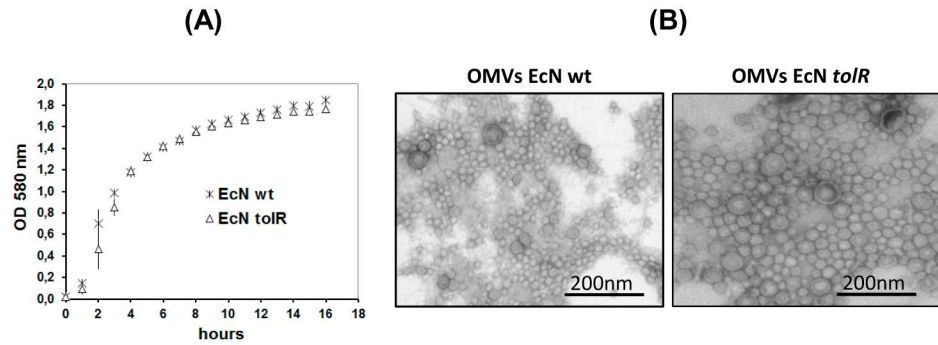 (A)
(B)
OMVs EcN wt
OMVs EcN tolR
2,0
1,8
1,6
1,4
1,2
1,0
0,8
0,6
0,4
0,2
0,0
OD 580 nm
EcN wt
EcN tolR
0 2 4 6 8 10 12 14 16 18
hours
200nm
200nm